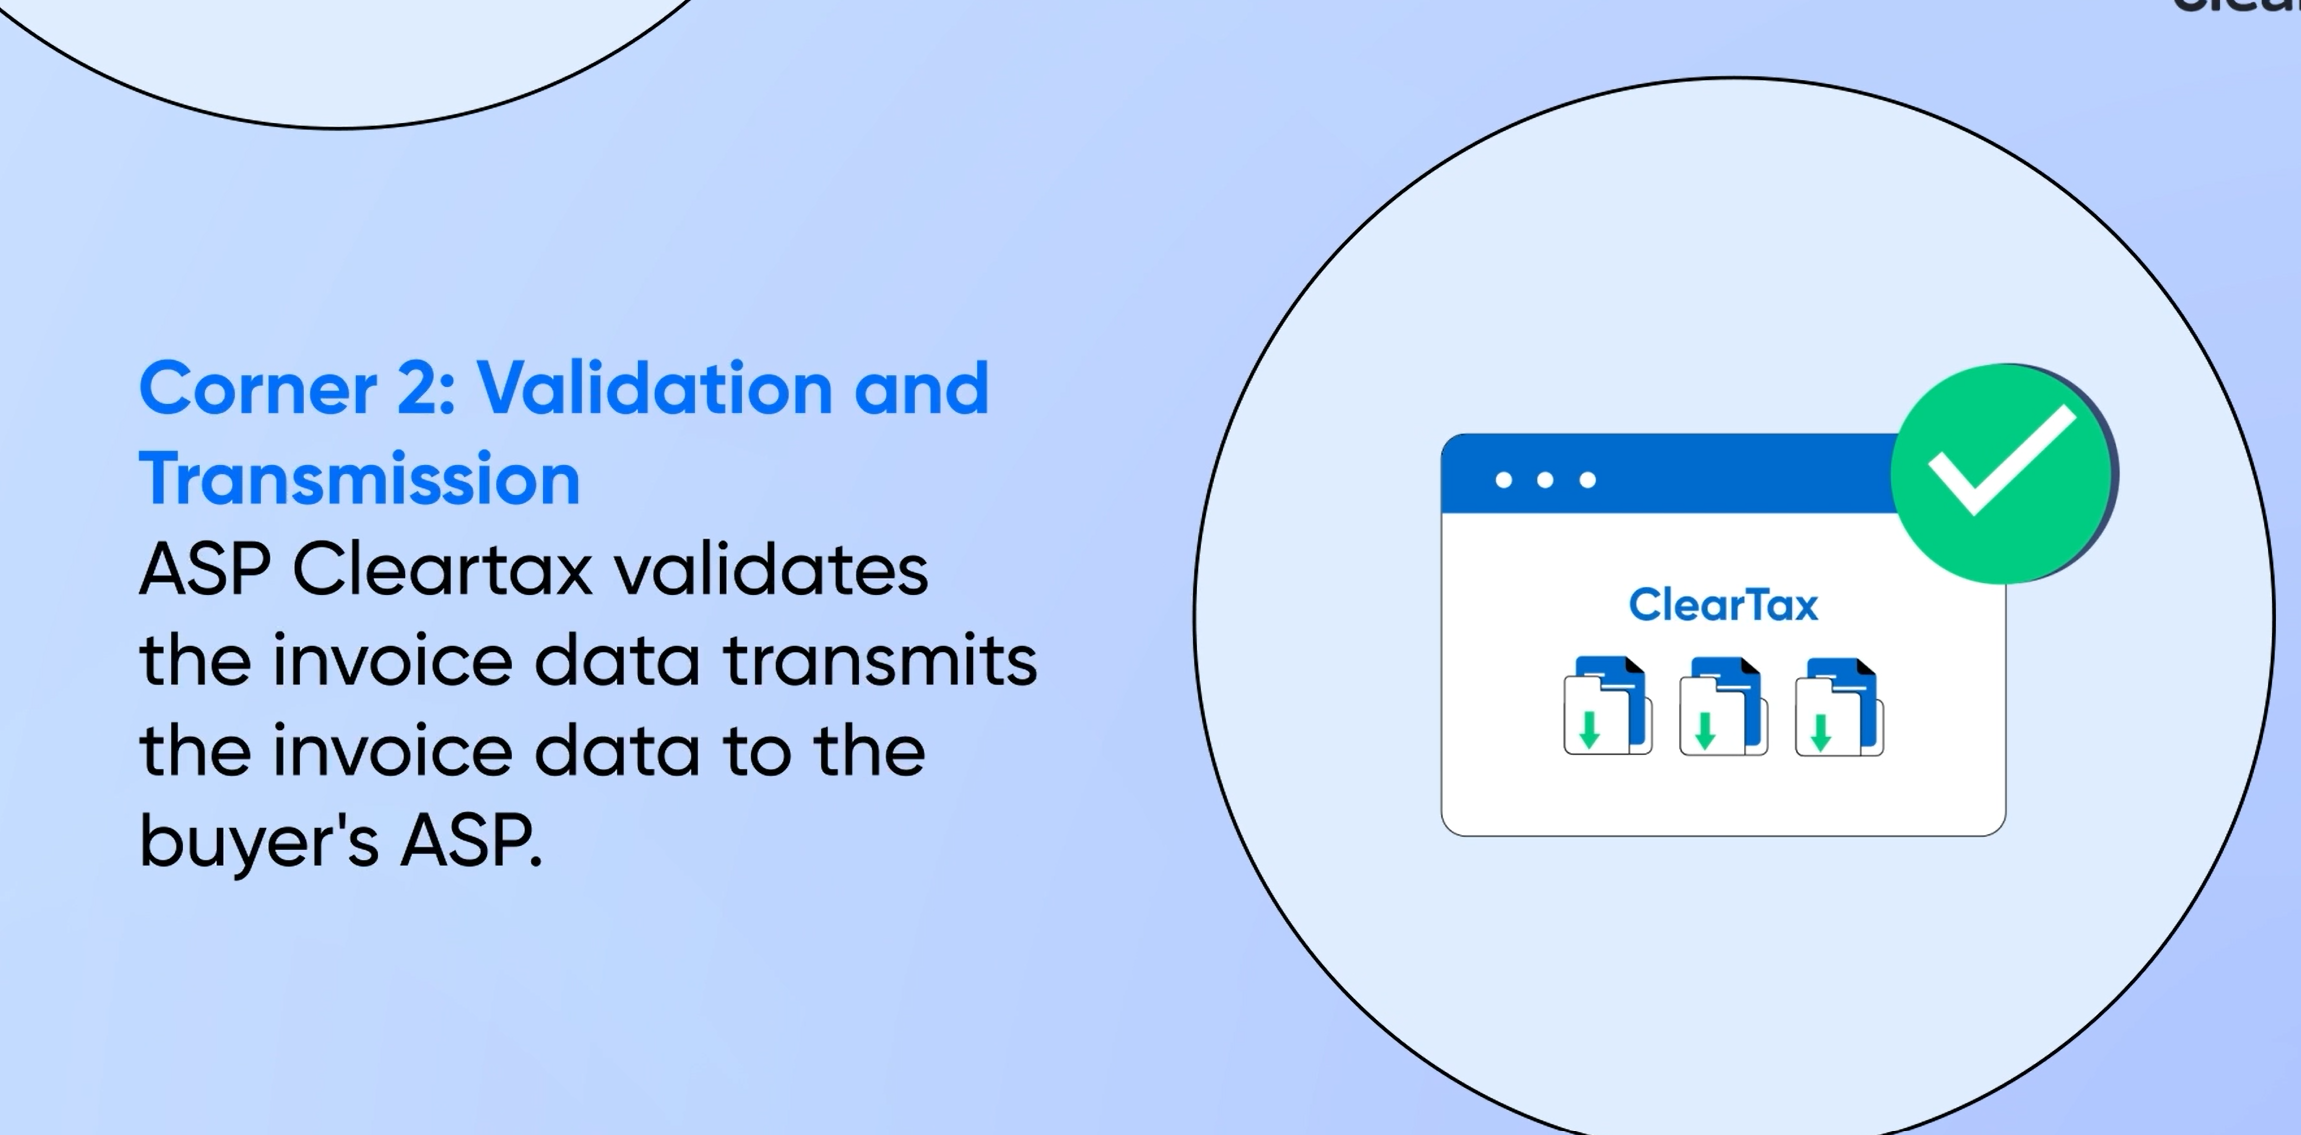 Corner 2: Validation and
Transmission
ASP Cleartax validates
the invoice data transmits
the invoice data to the
buyer's ASP.
ClearTax